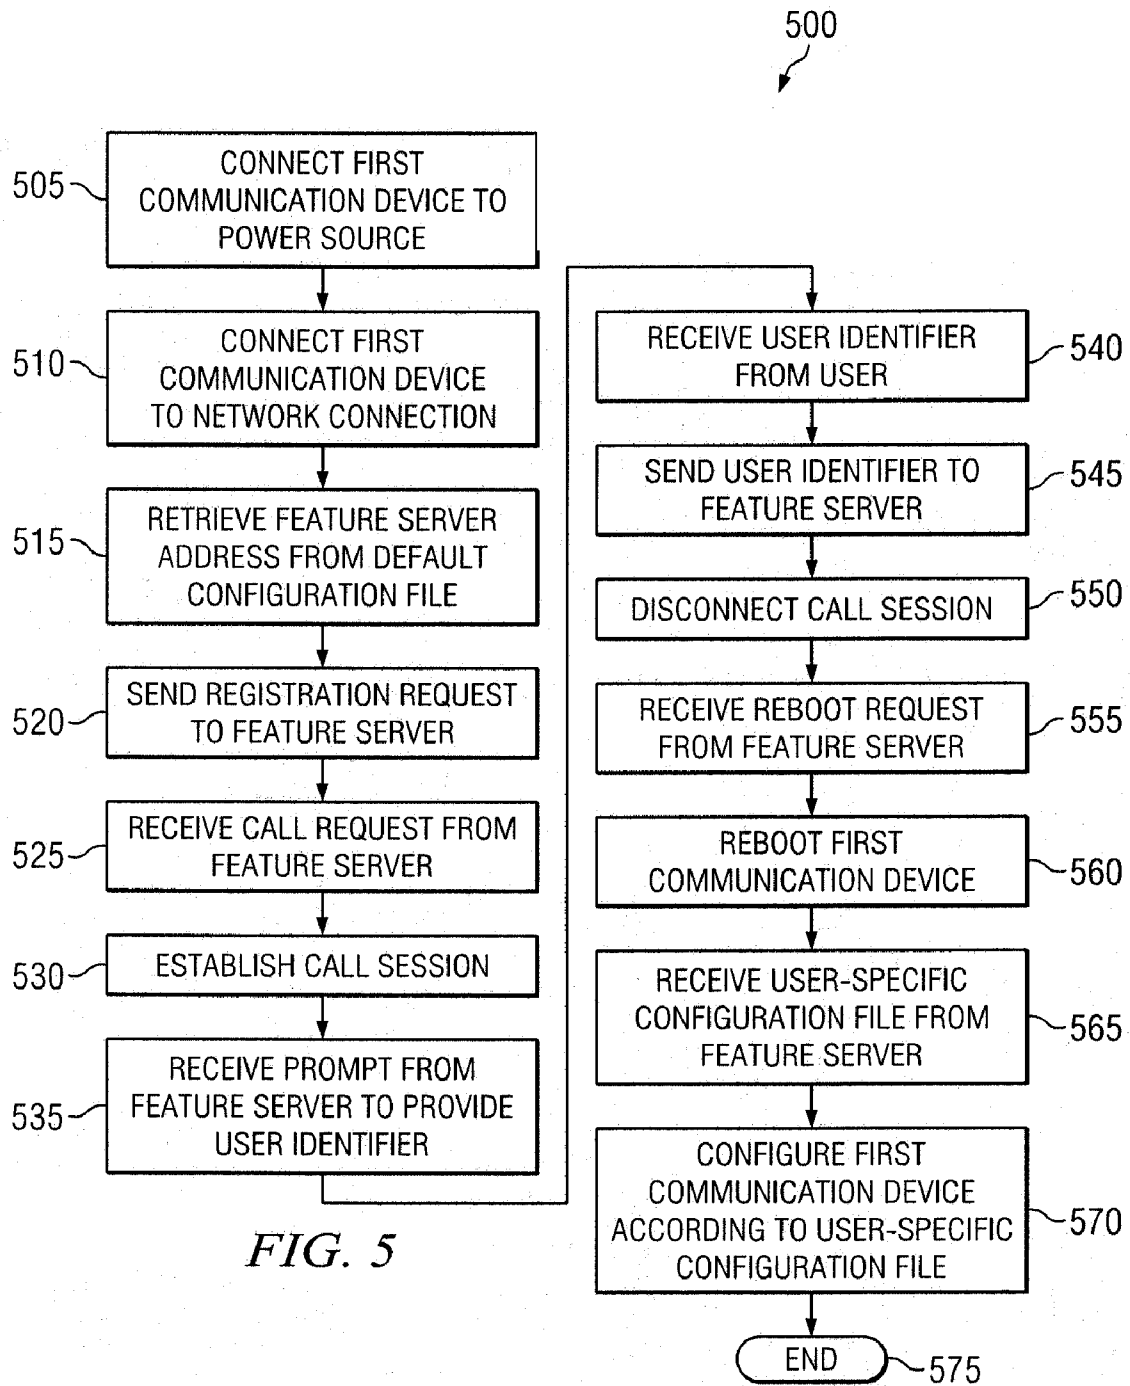 500
505
CONNECT FIRST
COMMUNICATION DEVICE TO
POWER SOURCE
510
CONNECT FIRST
COMMUNICATION DEVICE
TO NETWORK CONNECTION
515
RETRIEVE FEATURE SERVER
ADDRESS FROM DEFAULT
CONFIGURATION FILE
520
SEND REGISTRATION REQUEST
TO FEATURE SERVER
525
RECEIVE CALL REQUEST FROM
FEATURE SERVER
530
ESTABLISH CALL SESSION
535
RECEIVE PROMPT FROM
FEATURE SERVER TO PROVIDE
USER IDENTIFIER
RECEIVE USER IDENTIFIER
FROM USER
540
SEND USER IDENTIFIER TO
FEATURE SERVER
545
DISCONNECT CALL SESSION
550
RECEIVE REBOOT REQUEST
FROM FEATURE SERVER
555
REBOOT FIRST
COMMUNICATION DEVICE
560
RECEIVE USER-SPECIFIC
CONFIGURATION FILE FROM
FEATURE SERVER
565
CONFIGURE FIRST
COMMUNICATION DEVICE
ACCORDING TO USER-SPECIFIC
CONFIGURATION FILE
570
END
575
FIG. 5